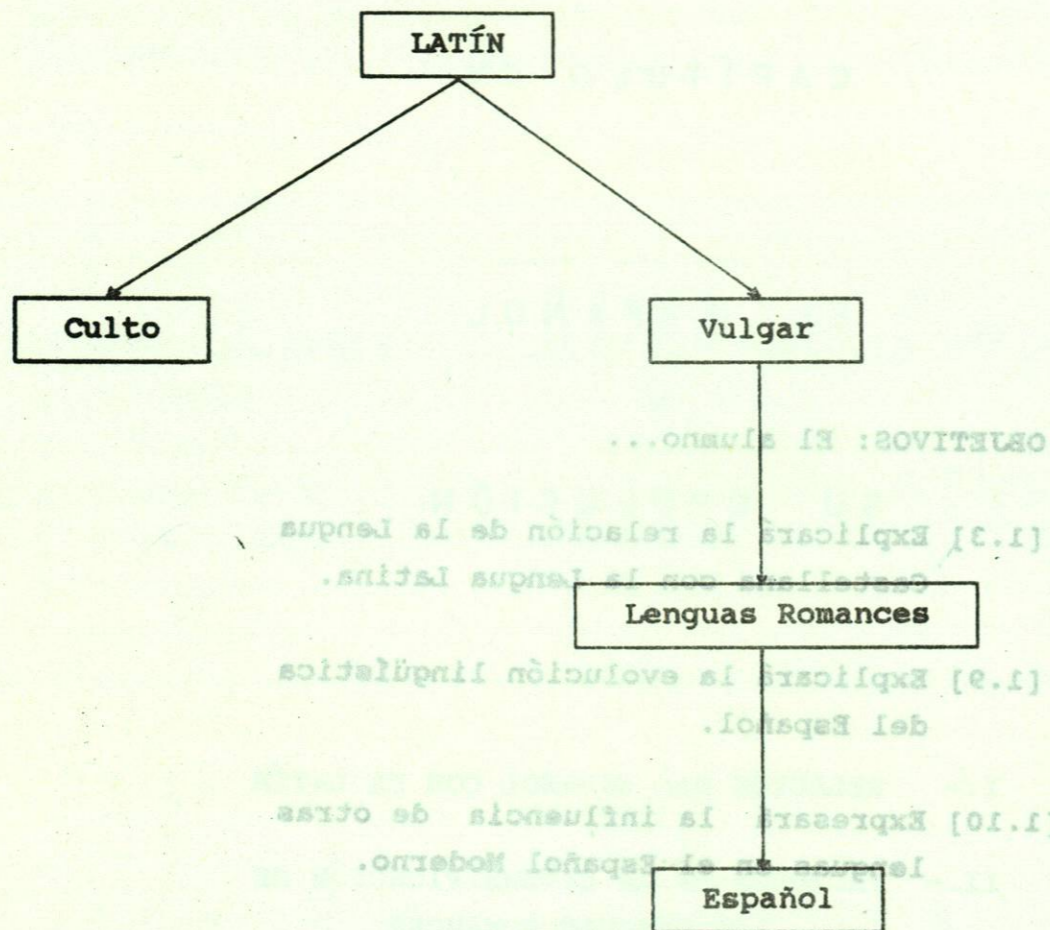 LATÍN
CAPÍTULO
Culto
Vulgar
OBJETIVOS: El alumno...
[1.3] Explicará la relación de la Lengua
Castellana con la Lengua Latina.
Lenguas Romances
[1.9] Explicará la evolución lingüística
del Español.
[1.10] Expresará la influencia de otras
lenguas en el Español Moderno.
Español